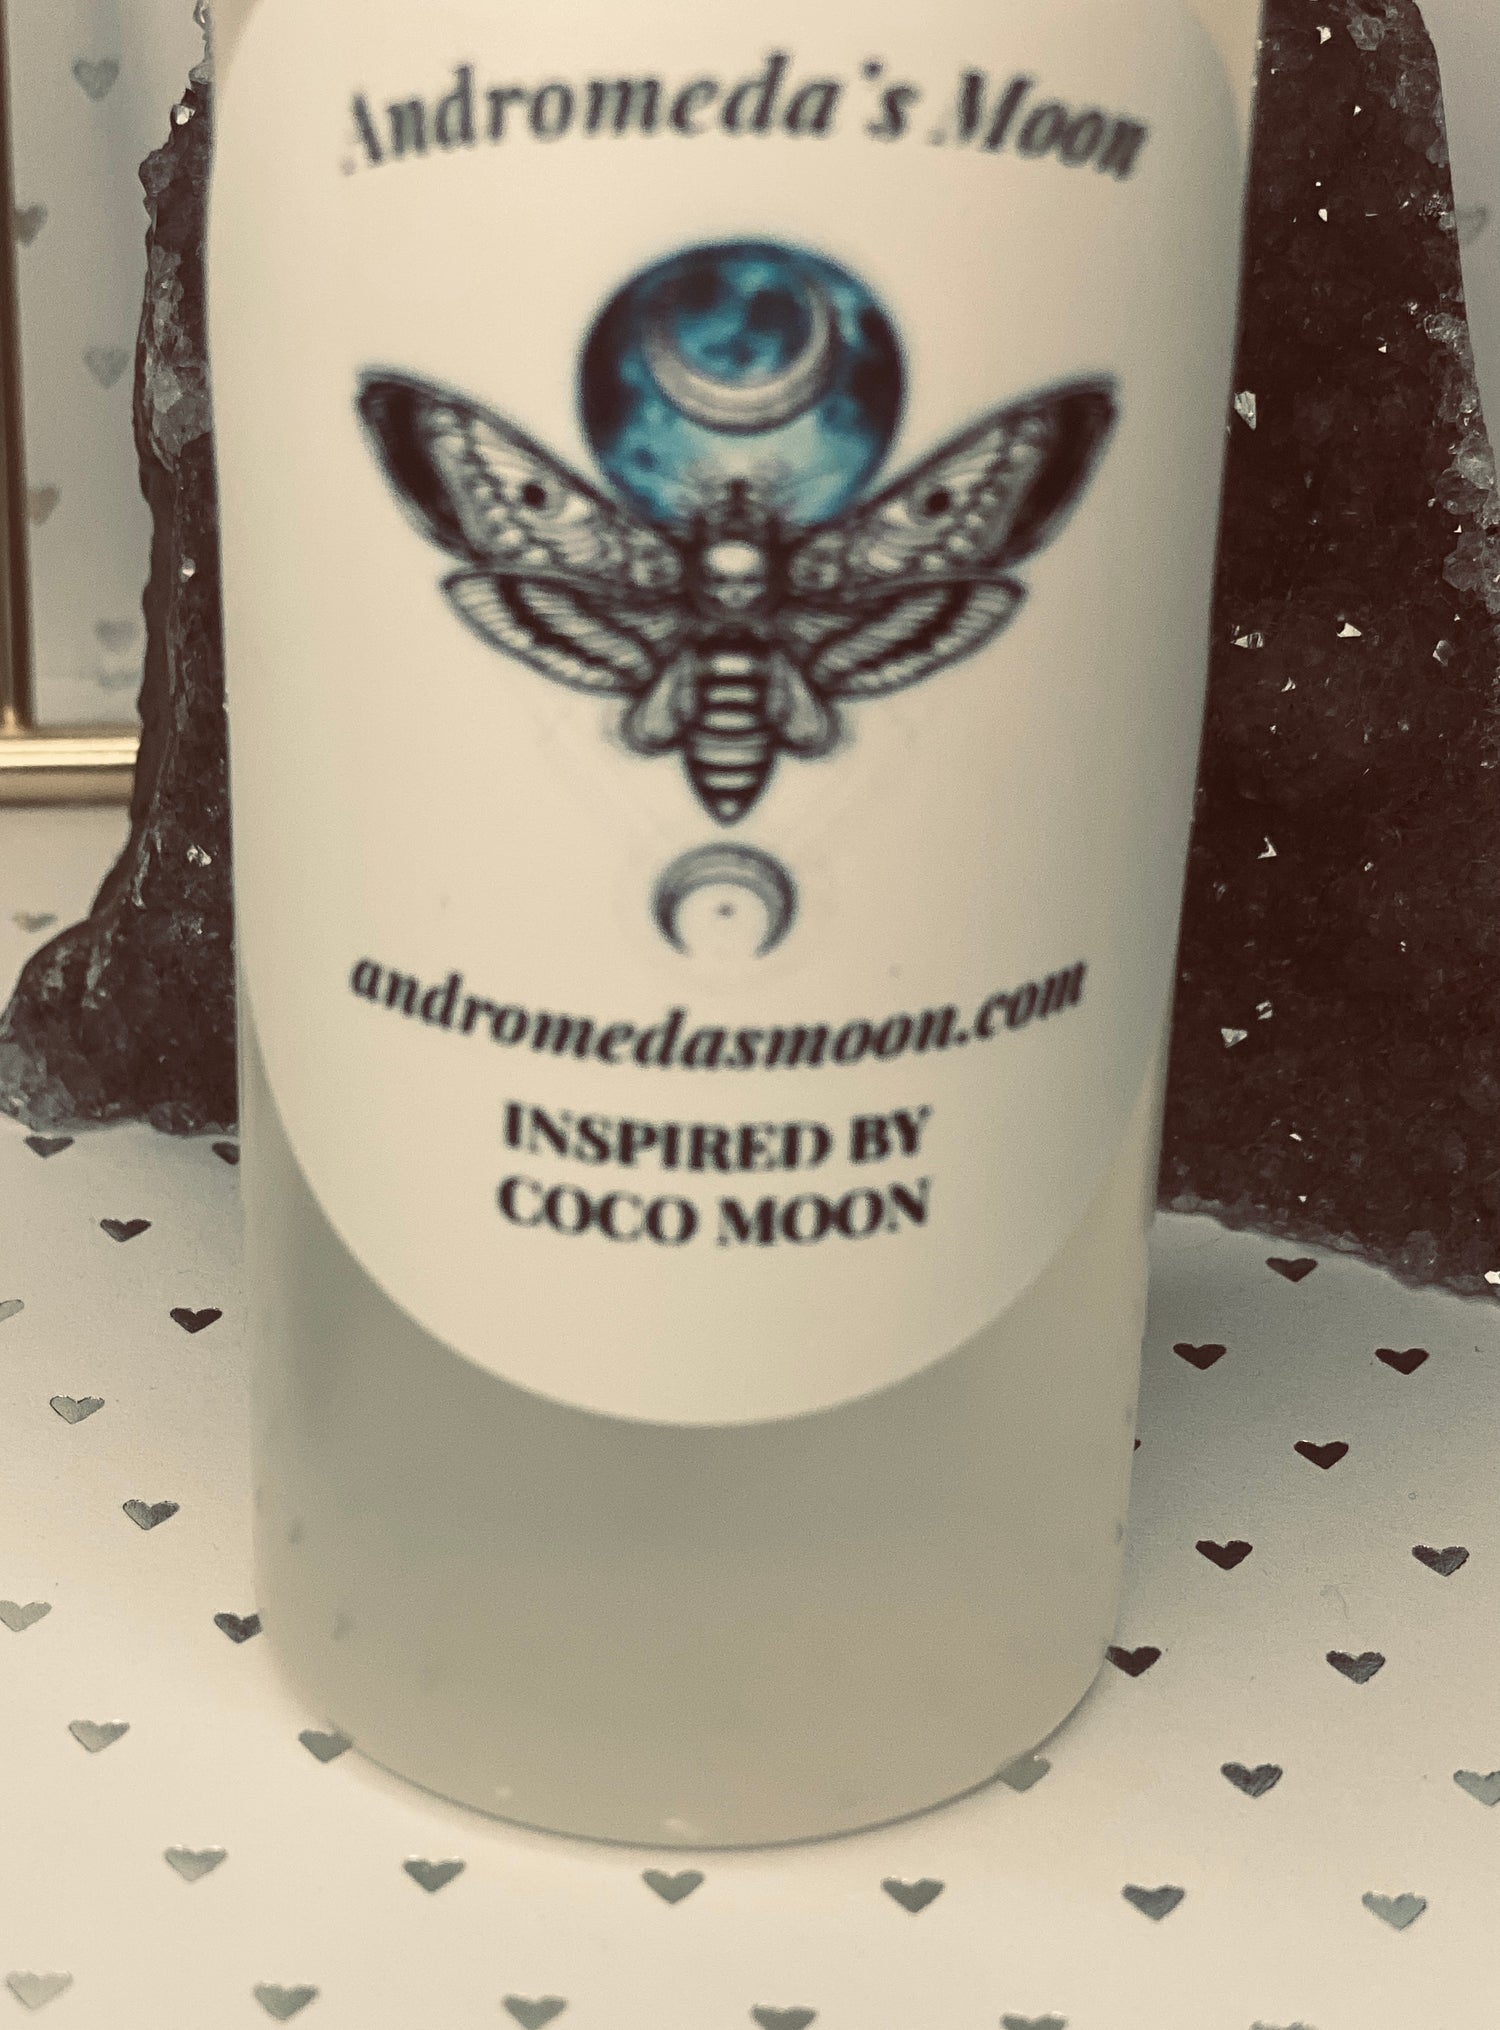 Andromeda's Moon
andromedasmoon.com
INSPIRED BY
COCO MOON